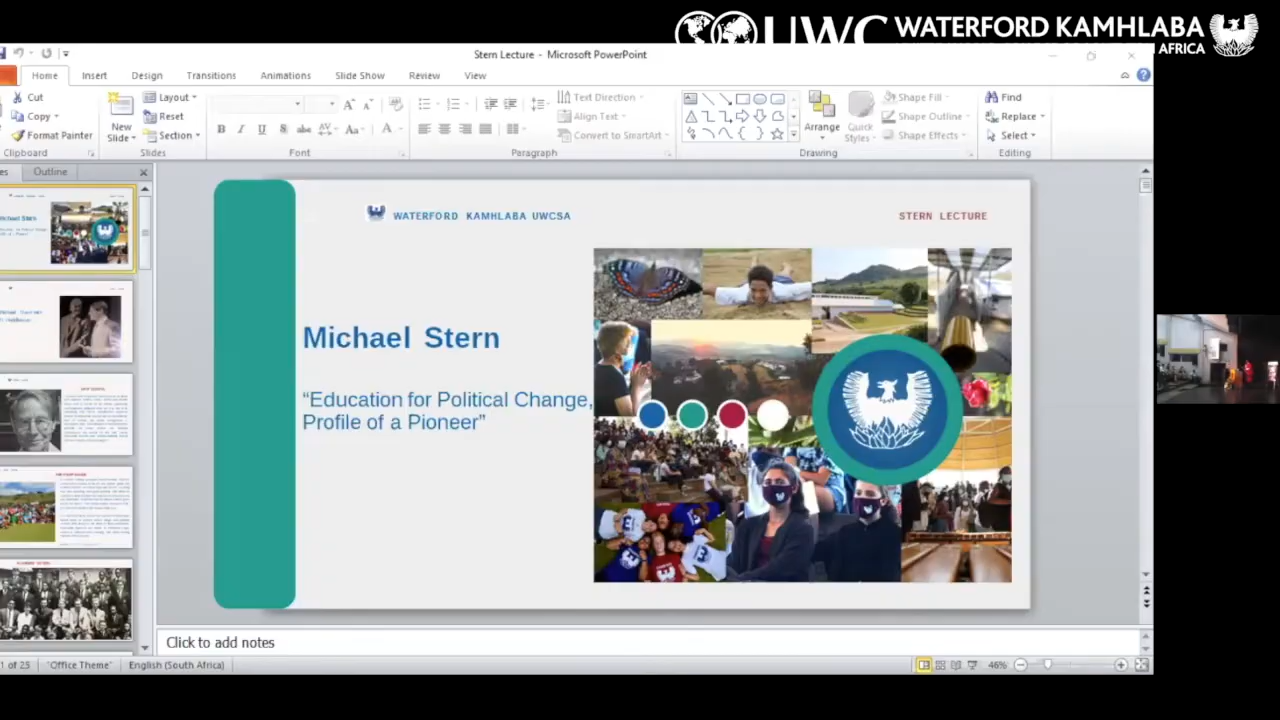 UWC WATERFORD KAMHLABA
AFRICA
Stern Lecture - Microsoft PowerPoint
Home
Insert
Design
Transitions
Animations
Slide Show
Review
View
Cut
Copy
Format Painter
Clipboard
New
Slide
Layout
Reset
Section
Slides
Font
Text Direction
Align Text
Convert to SmartArt
Paragraph
Arrange
Quick
Styles
Shape Fill
Shape Outline
Shape Effects
Drawing
Find
Replace
Select
Editing
Outline
WATERFORD KAMHLABA UWCSA
STERN LECTURE
Michael Stern
“Education for Political Change,
Profile of a Pioneer”
Click to add notes
1 of 25
"Office Theme"
English (South Africa)
46%